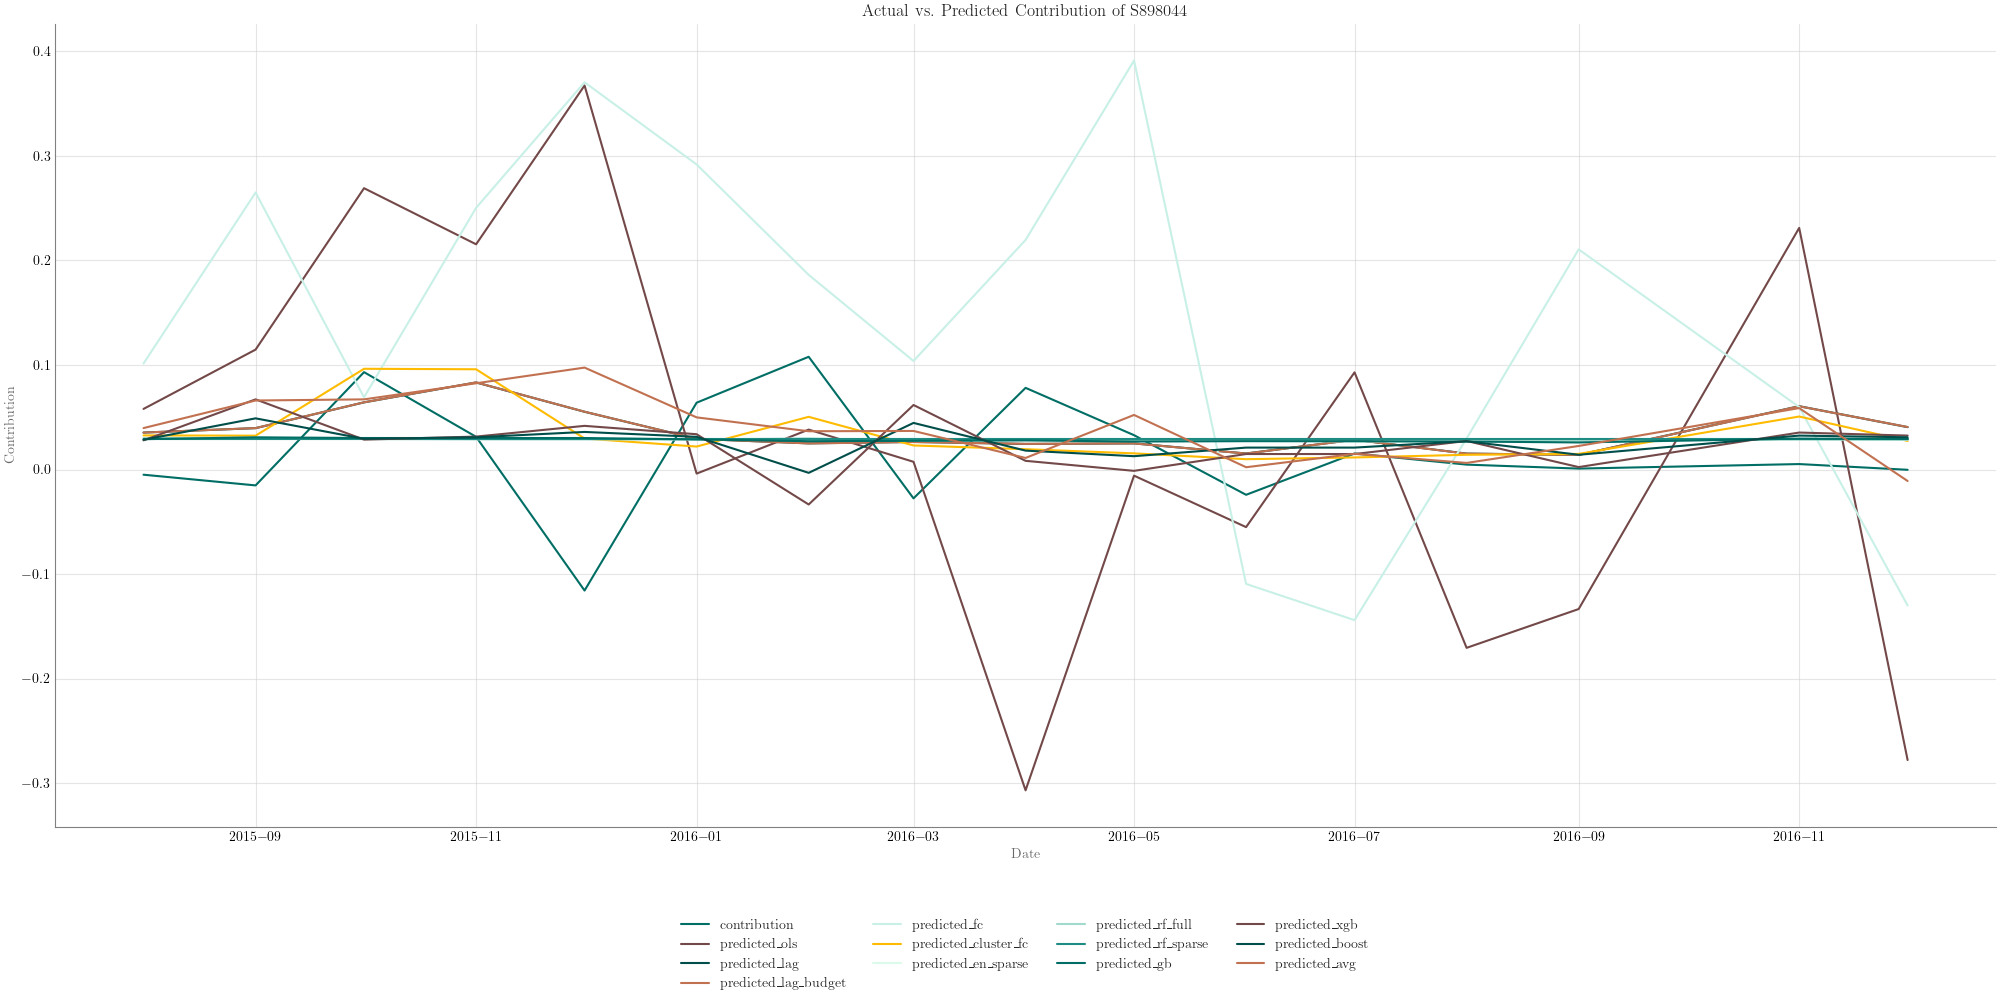 Actual vs. Predicted Contribution of S898044
0.4
0.3
0.2
0.1
0.0
−0.1
−0.2
−0.3
Contribution
2015−09 2015−11 2016−01 2016−03 2016−05 2016−07 2016−09 2016−11
Date
contribution predicted_fc predicted_rf_full predicted_xgb
predicted_ols predicted_cluster_fc predicted_rf_sparse predicted_boost
predicted_lag predicted_en_sparse predicted_gb predicted_avg
predicted_lag_budget